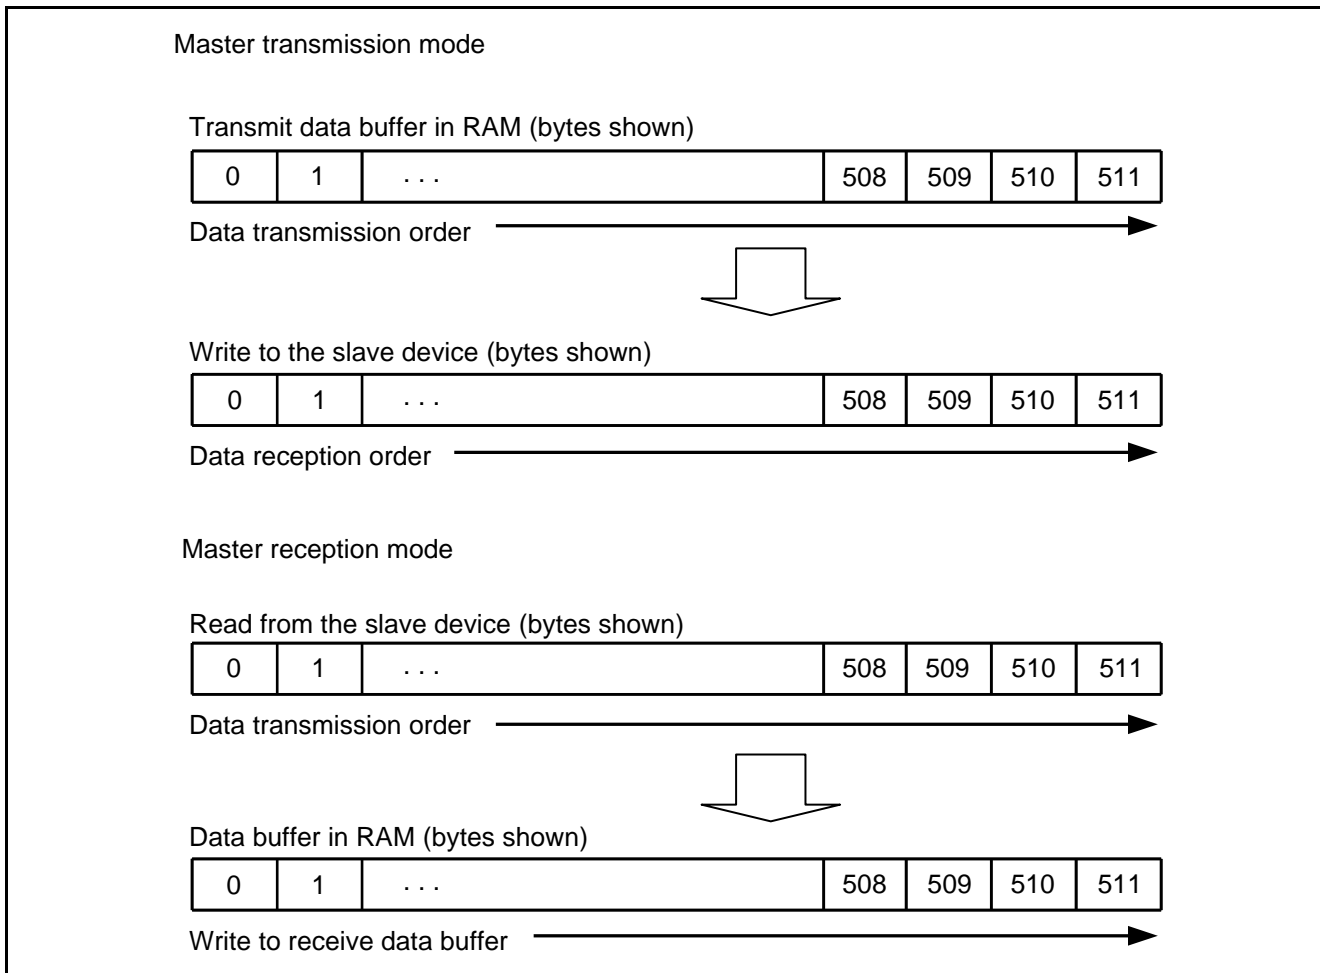 Master transmission mode
Transmit data buffer in RAM (bytes shown)
0 1 . . . 508 509 510 511
Data transmission order
Write to the slave device (bytes shown)
0 1 . . . 508 509 510 511
Data reception order
Master reception mode
Read from the slave device (bytes shown)
0 1 . . . 508 509 510 511
Data transmission order
Data buffer in RAM (bytes shown)
0 1 . . . 508 509 510 511
Write to receive data buffer